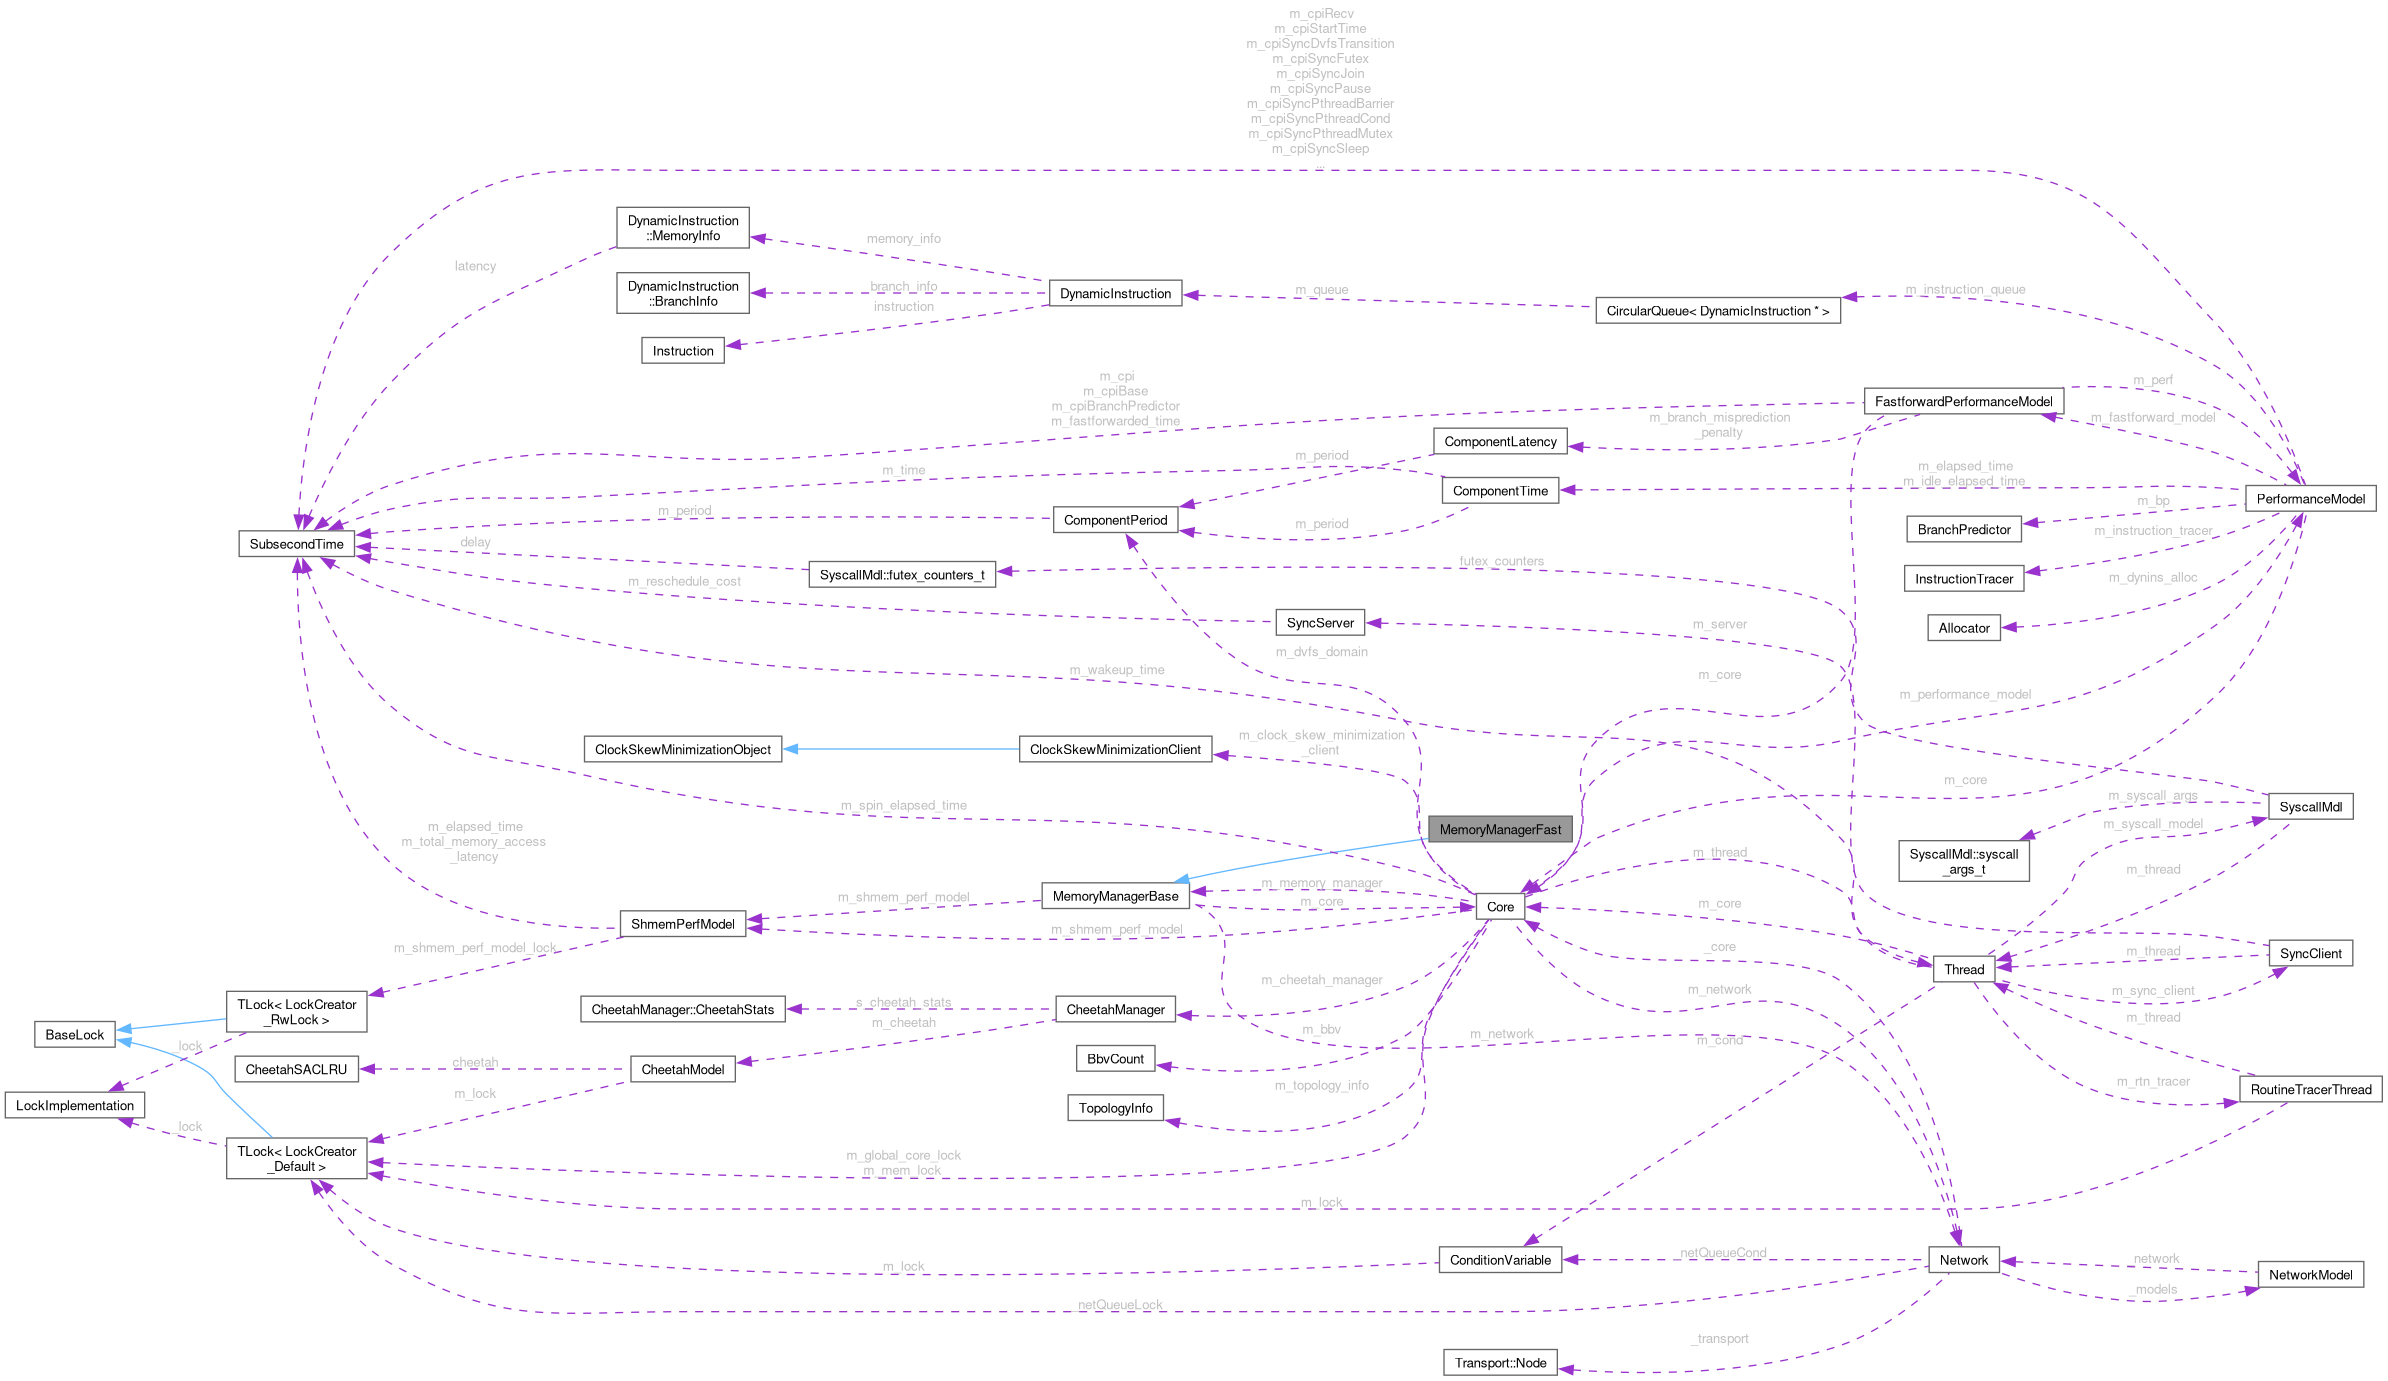 m_cpiRecv
m_cpiStartTime
m_cpiSyncDvfsTransition
m_cpiSyncFutex
m_cpiSyncJoin
m_cpiSyncPause
m_cpiSyncPthreadBarrier
m_cpiSyncPthreadCond
m_cpiSyncPthreadMutex
m_cpiSyncSleep
...
DynamicInstruction
::MemoryInfo
memory_info
latency
DynamicInstruction
::BranchInfo
branch_info
DynamicInstruction
m_queue
m_instruction_queue
CircularQueue< DynamicInstruction * >
instruction
Instruction
m_cpi
m_cpiBase
m_cpiBranchPredictor
m_fastforwarded_time
m_branch_misprediction
_penalty
FastforwardPerformanceModel
m_perf
m_fastforward_model
ComponentLatency
m_time
m_period
ComponentTime
m_elapsed_time
m_idle_elapsed_time
PerformanceModel
m_bp
m_period
ComponentPeriod
m_period
BranchPredictor
m_instruction_tracer
SubsecondTime
delay
SyscallMdl::futex_counters_t
futex_counters
InstructionTracer
m_dynins_alloc
m_reschedule_cost
SyncServer
m_server
Allocator
m_dvfs_domain
m_wakeup_time
m_core
m_performance_model
ClockSkewMinimizationObject
ClockSkewMinimizationClient
m_clock_skew_minimization
_client
m_core
m_spin_elapsed_time
MemoryManagerFast
m_syscall_args
SyscallMdl
m_syscall_model
m_elapsed_time
m_total_memory_access
_latency
m_thread
SyscallMdl::syscall
_args_t
m_thread
MemoryManagerBase
m_memory_manager
m_core
Core
m_core
m_shmem_perf_model
ShmemPerfModel
m_shmem_perf_model
m_shmem_perf_model_lock
_core
m_thread
SyncClient
Thread
m_sync_client
m_cheetah_manager
m_network
TLock< LockCreator
_RwLock >
CheetahManager::CheetahStats
s_cheetah_stats
CheetahManager
m_cheetah
m_thread
BaseLock
_lock
m_bbv
m_network
m_cond
BbvCount
CheetahSACLRU
cheetah
CheetahModel
m_lock
m_topology_info
m_rtn_tracer
RoutineTracerThread
LockImplementation
TopologyInfo
_lock
TLock< LockCreator
_Default >
m_global_core_lock
m_mem_lock
m_lock
m_lock
ConditionVariable
_netQueueCond
Network
_network
NetworkModel
_models
_netQueueLock
_transport
Transport::Node